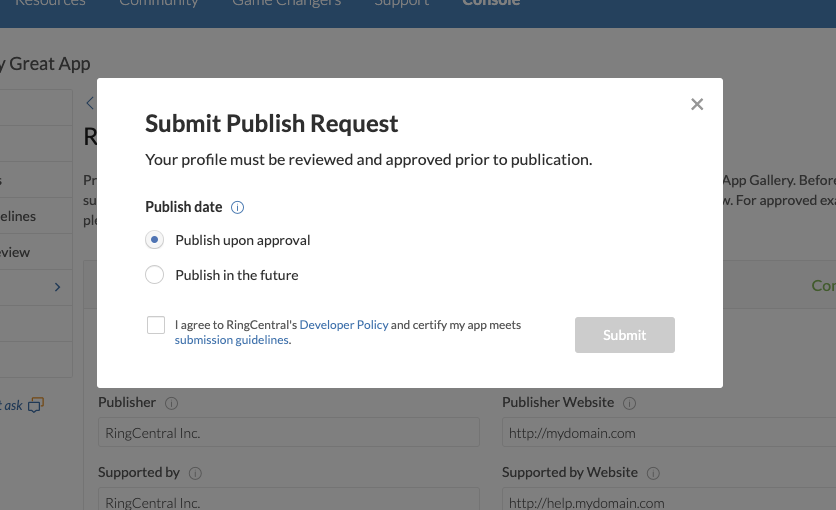 Resources Community Game Changers Support Console
y Great App
Submit Publish Request
Your profile must be reviewed and approved prior to publication.
Publish date
Publish upon approval
Publish in the future
I agree to RingCentral's Developer Policy and certify my app meets
submission guidelines.
Submit
R
Pr
App Gallery. Before
su
w. For approved exa
ple
s
elines
eview
Con
t ask
Publisher
Publisher Website
RingCentral Inc.
http://mydomain.com
Supported by
Supported by Website
RingCentral Inc.
http://help.mydomain.com